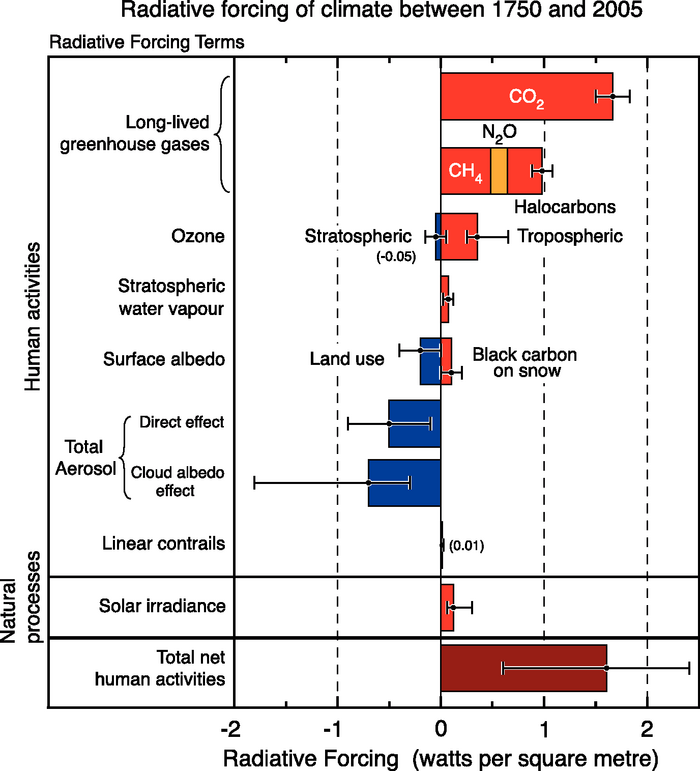 Radiative forcing of climate between 1750 and 2005
Radiative Forcing Terms
Human activities
Long-lived
greenhouse gases
CO₂
N₂O
CH₄
Halocarbons
Ozone
Stratospheric
(-0.05)
Tropospheric
Stratospheric
water vapour
Surface albedo
Land use
Black carbon
on snow
Total
Aerosol
Direct effect
Cloud albedo
effect
Linear contrails
(0.01)
Natural
processes
Solar irradiance
Total net
human activities
-2 -1 0 1 2
Radiative Forcing (watts per square metre)